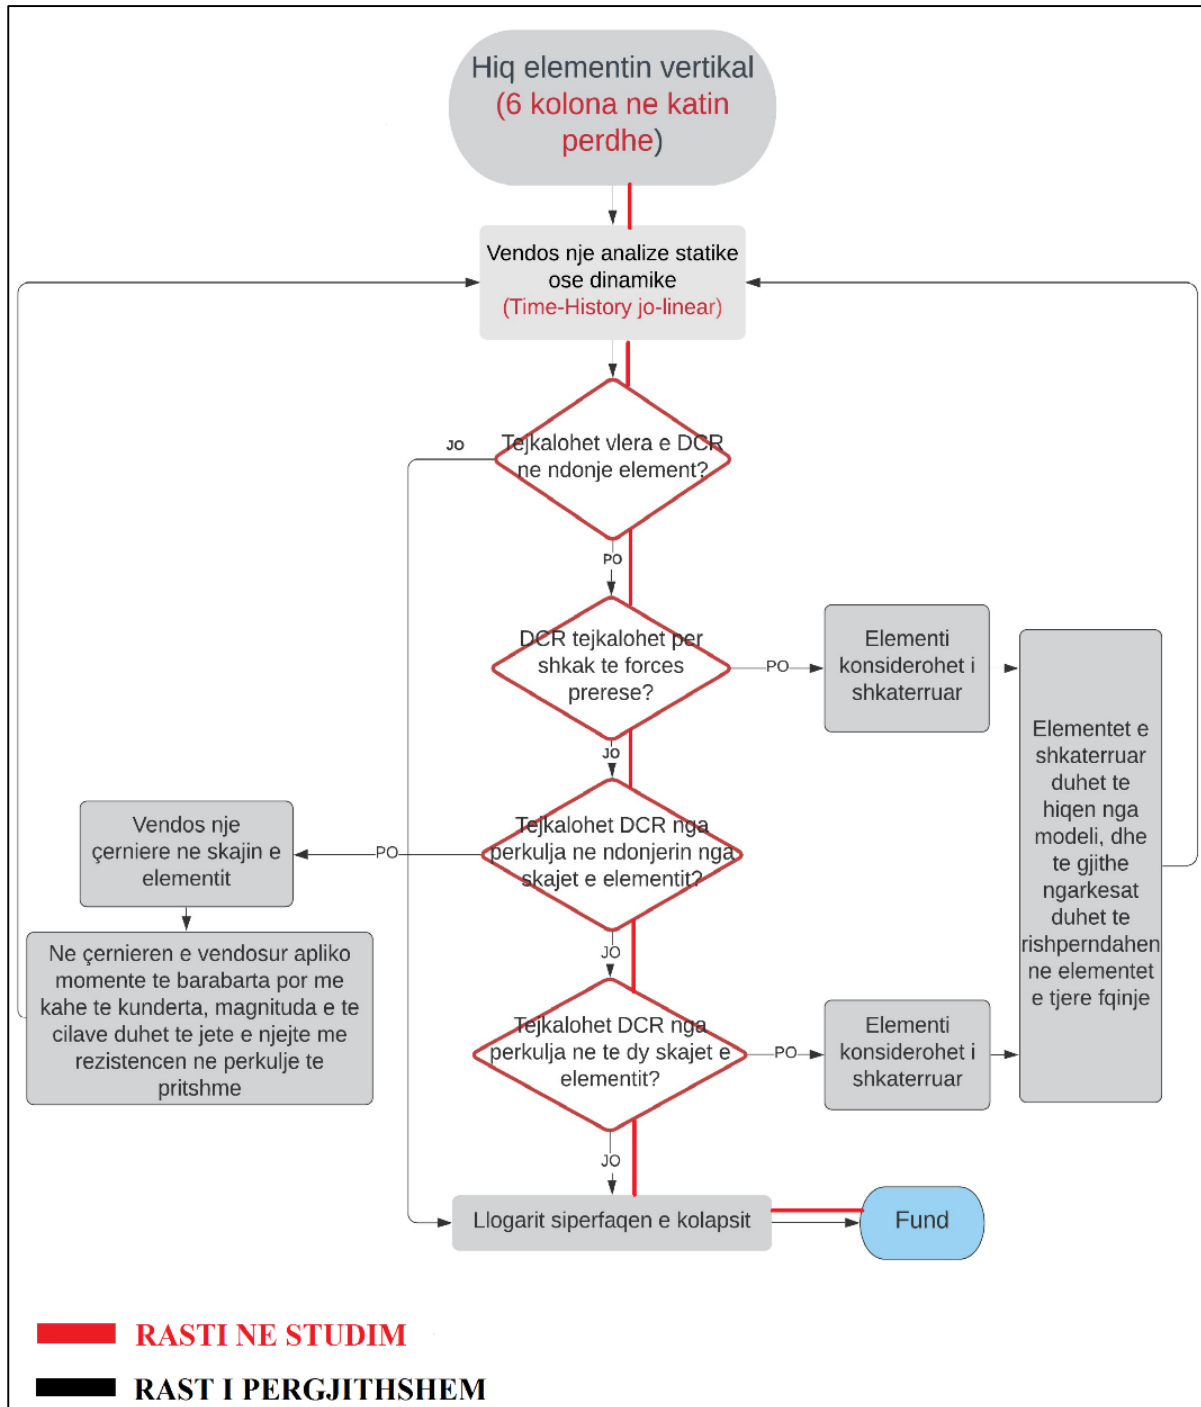 Hiq elementin vertikal
(6 kolona ne katin
perdhe)
Vendos nje analize statike
ose dinamike
(Time-History jo-linear)
Tejkalohet vlera e DCR
ne ndonje element?
JO
PO
DCR tejkalohet per
shkak te forces
prerese?
PO
Elementi
konsiderohet i
shkaterruar
JO
Elementet e
shkaterruar
duhet te
hiqen nga
modeli, dhe
te gjithe
ngarkesat
duhet te
rishperndahen
ne elementet
e tjere fqinje
Tejkalohet DCR nga
perkulja ne ndonjerin nga
skajet e elementit?
PO
Vendos nje
çerniere ne skajin e
elementit
Ne çernieren e vendosur apliko
momente te barabarta por me
kahe te kunderta, magnituda e te
cilave duhet te jete e njejte me
rezistencen ne perkulje te
pritshme
JO
Tejkalohet DCR nga
perkulja ne te dy skajet e
elementit?
PO
Elementi
konsiderohet i
shkaterruar
JO
Llogarit siperfaqen e kolapsit
Fund
RASTI NE STUDIM
RAST I PERGJITHSHEM